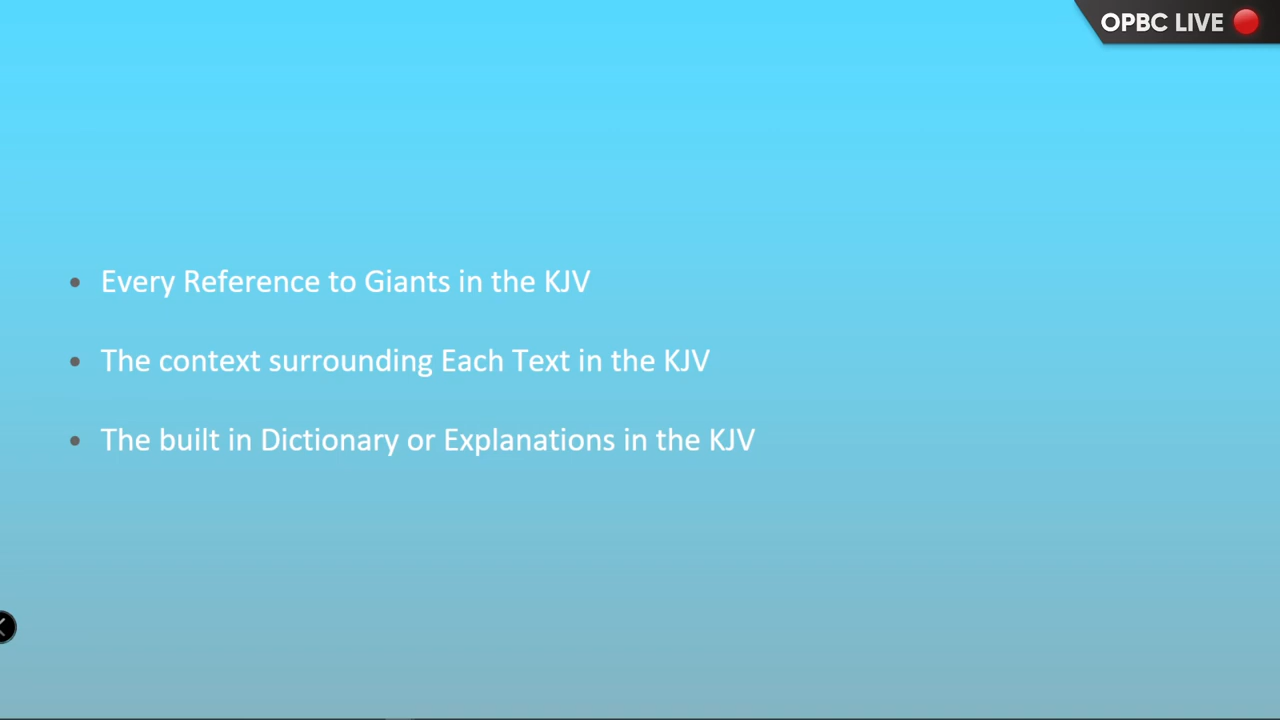 OPBC LIVE
• Every Reference to Giants in the KJV
• The context surrounding Each Text in the KJV
• The built in Dictionary or Explanations in the KJV